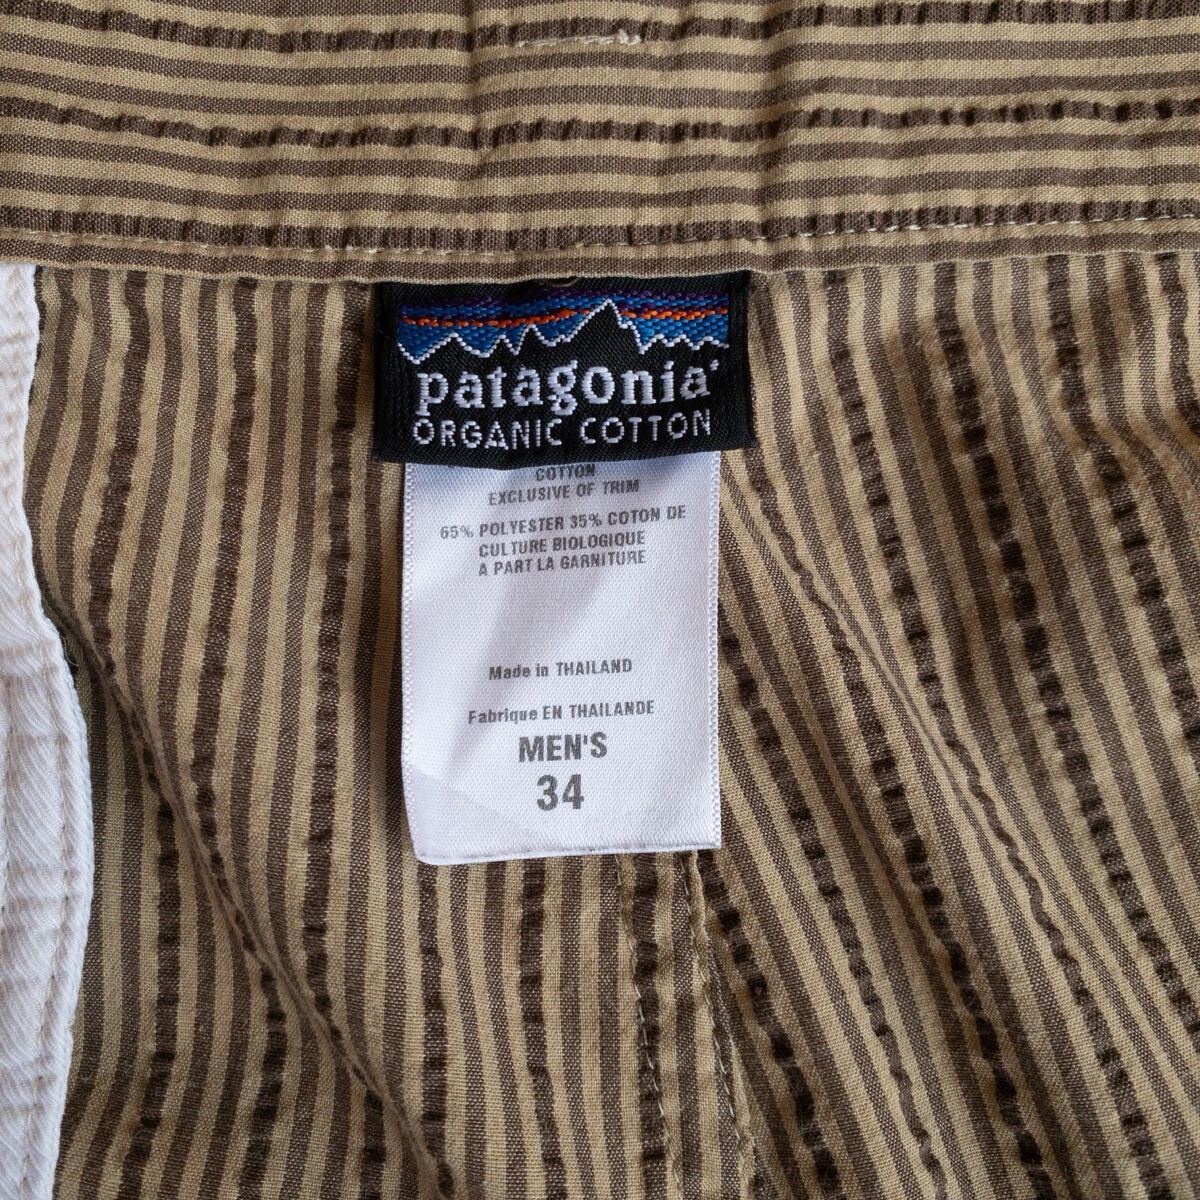 patagonia®
ORGANIC COTTON
COTTON
EXCLUSIVE OF TRIM
65% POLYESTER 35% COTON DE
CULTURE BIOLOGIQUE
A PART LA GARNITURE
Made in THAILAND
Fabrique EN THAILANDE
MEN'S
34